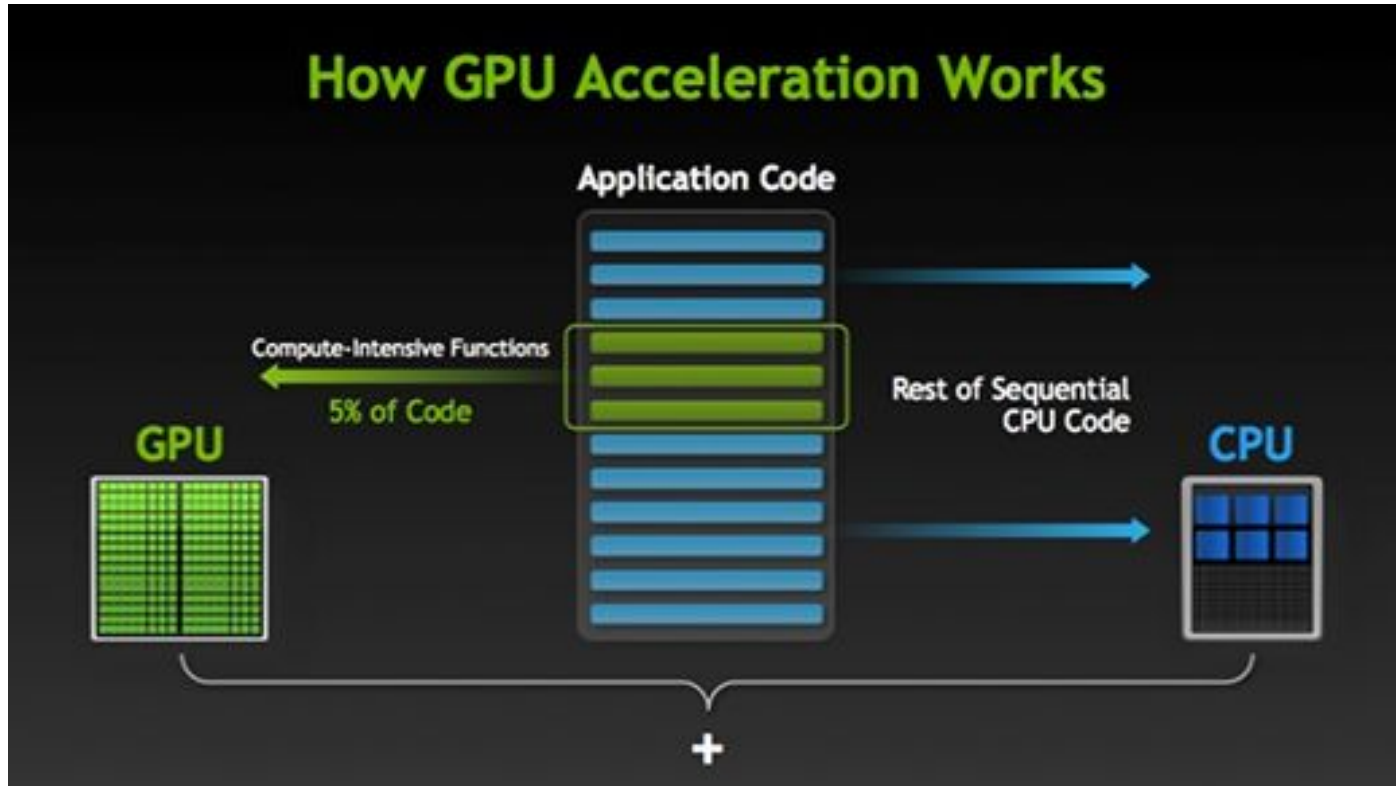 How GPU Acceleration Works
Application Code
Compute-Intensive Functions
5% of Code
Rest of Sequential
CPU Code
GPU
CPU
+